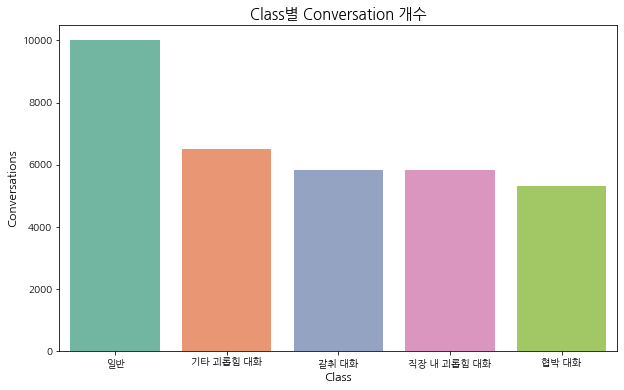 Class별 Conversation 개수
Conversations
10000
8000
6000
4000
2000
0
일반
기타 괴롭힘 대화
갈취 대화
직장 내 괴롭힘 대화
협박 대화
Class